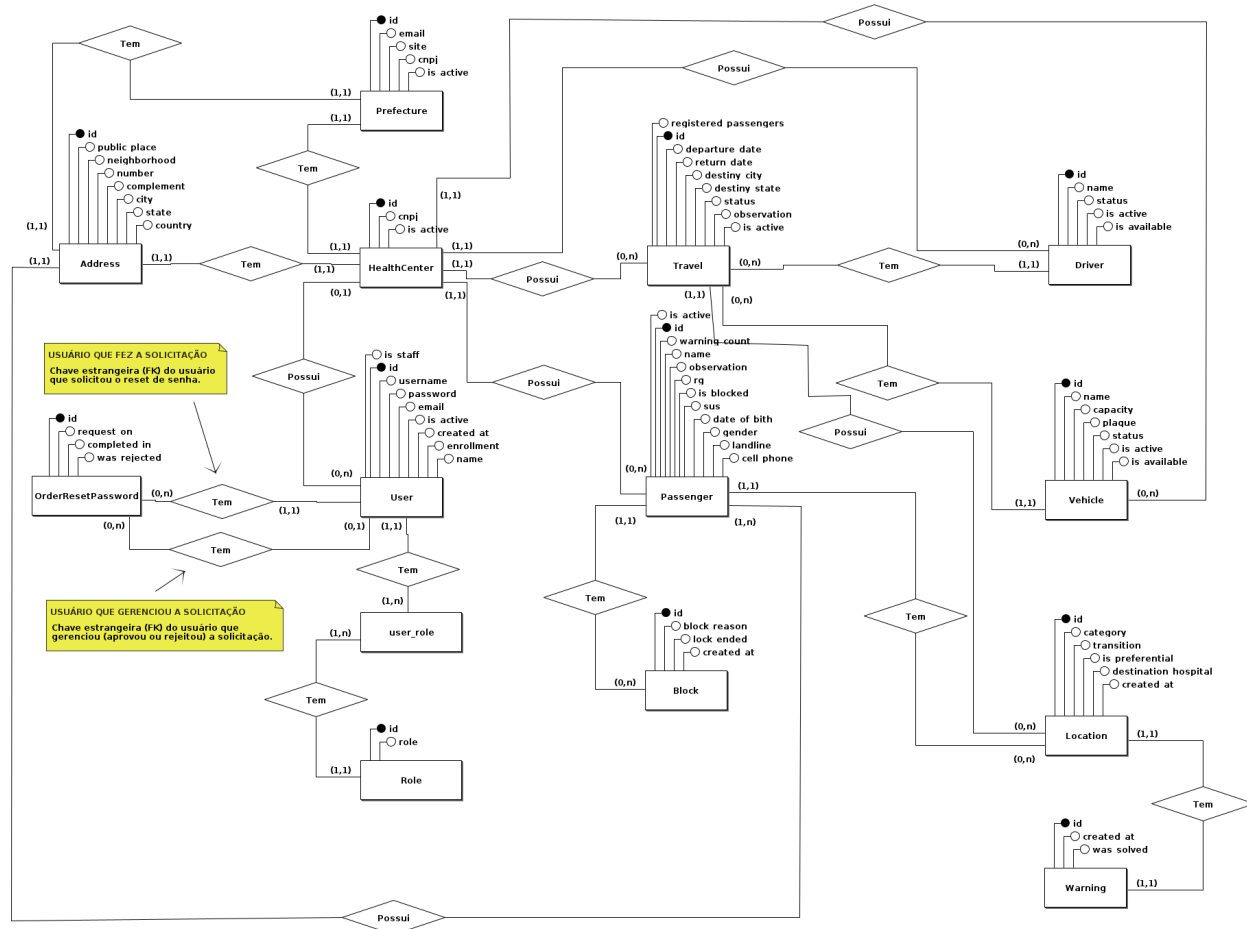 Possui
id
email
site
cnpj
is active
Tem
Possui
(1,1)
(1,1)
Prefecture
(1,1)
id
public place
neighborhood
number
complement
city
state
country
Tem
registered passengers
id
departure date
return date
destiny city
destiny state
status
observation
is active
id
name
status
is active
is available
(1,1)
id
cnpj
is active
(1,1)
(1,1)
(1,1)
(1,1)
Address
(1,1)
(1,1)
Tem
(1,1)
HealthCenter
(1,1)
(0,1)
(1,1)
Possui
(0,n)
Travel
(0,n)
(1,1)
(0,n)
Tem
(0,n)
(1,1)
Driver
USUÁRIO QUE FEZ A SOLICITAÇÃO
Chave estrangeira (FK) do usuário
que solicitou o reset de senha.
Possui
is staff
id
username
password
email
is active
created at
enrollment
name
Possui
is active
id
warning count
name
observation
rg
is blocked
sus
date of bith
gender
landline
cell phone
Tem
Possui
id
name
capacity
plaque
status
is active
is available
id
request on
completed in
was rejected
OrderResetPassword
(0,n)
(0,n)
Tem
(1,1)
(0,n)
User
(0,1)
(1,1)
(0,n)
Passenger
(1,1)
(1,1)
(1,n)
(1,1)
Vehicle
(0,n)
Tem
Tem
USUÁRIO QUE GERENCIOU A SOLICITAÇÃO
Chave estrangeira (FK) do usuário que
gerenciou (aprovou ou rejeitou) a solicitação.
(1,n)
user_role
(1,n)
Tem
Tem
id
block reason
lock ended
created at
(0,n)
Block
id
category
transition
is preferential
destination hospital
created at
Tem
id
role
(1,1)
Role
(0,n)
Location
(1,1)
(0,n)
Tem
id
created at
was solved
Warning
(1,1)
Possui